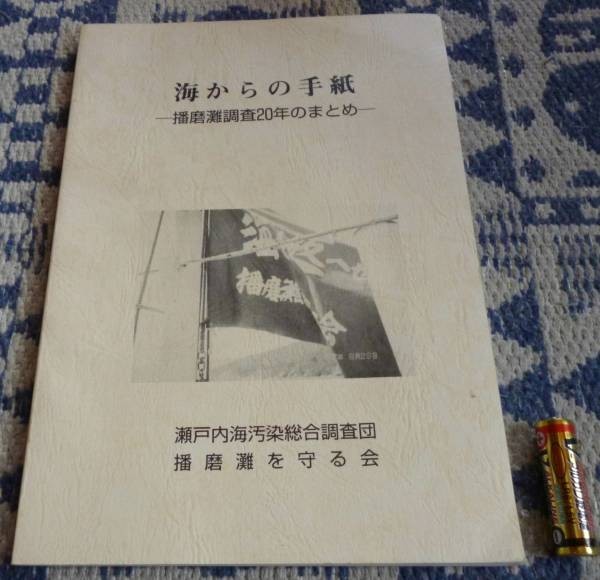 海からの手紙
―播磨灘調査20年のまとめ―
播磨灘
瀬戸内海汚染総合調査団
播磨灘を守る会